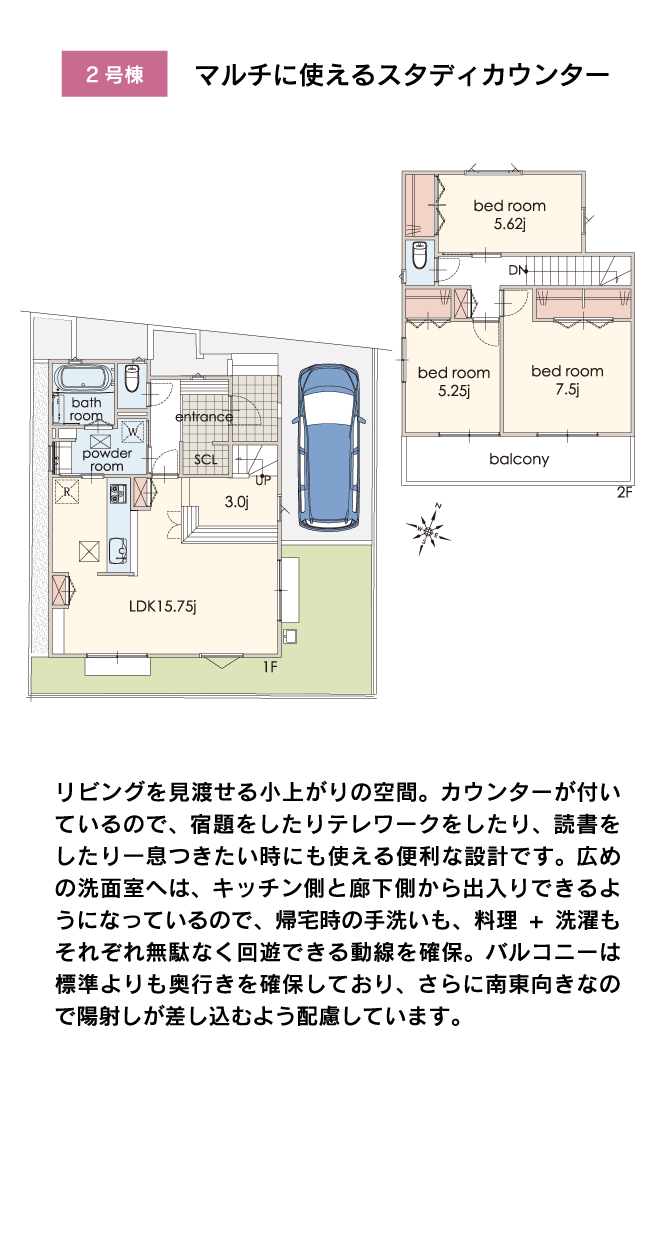 2号棟
マルチに使えるスタディカウンター
bed room
5.62j
DN
bed room
5.25j
bed room
7.5j
balcony
2F
N
W
E
S
bath
room
entrance
W
powder
room
SCL
UP
R
3.0j
LDK15.75j
1F
リビングを見渡せる小上がりの空間。カウンターが付い
ているので、宿題をしたりテレワークをしたり、読書を
したり一息つきたい時にも使える便利な設計です。広め
の洗面室へは、キッチン側と廊下側から出入りできるよ
うになっているので、帰宅時の手洗いも、料理 + 洗濯も
それぞれ無駄なく回遊できる動線を確保。バルコニーは
標準よりも奥行きを確保しており、さらに南東向きなの
で陽射しが差し込むよう配慮しています。